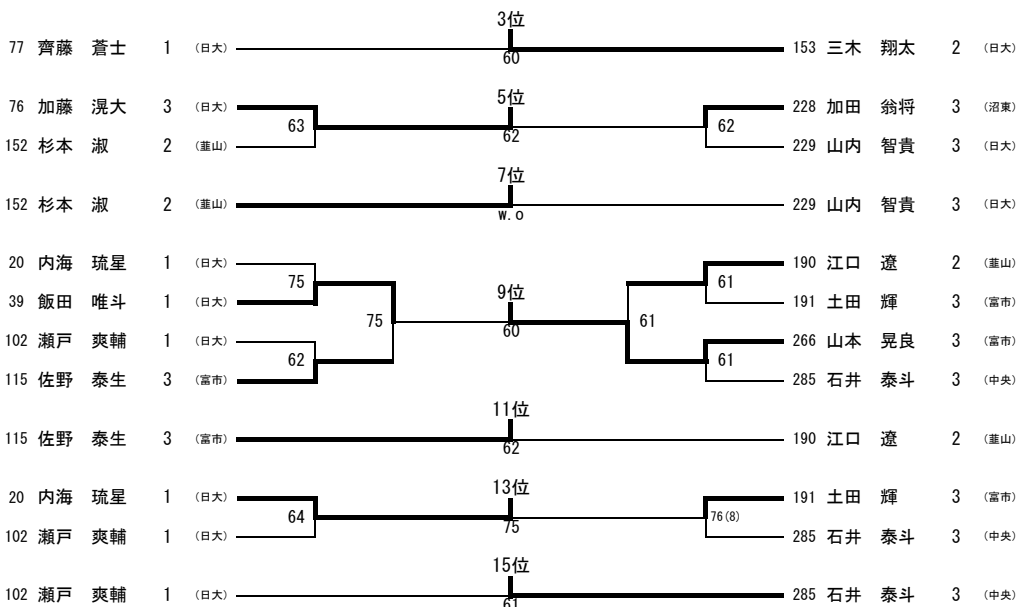 3位
77 齊藤 蒼士 1 (日大) 153 三木 翔太 2 (日大)
60
76 加藤 滉大 3 (日大) 5位 228 加田 翁将 3 (沼東)
63 62 62
152 杉本 淑 2 (韮山) 229 山内 智貴 3 (日大)
7位
152 杉本 淑 2 (韮山) 229 山内 智貴 3 (日大)
w.o
20 内海 琉星 1 (日大) 190 江口 遼 2 (韮山)
75 61
39 飯田 唯斗 1 (日大) 9位 191 土田 輝 3 (富市)
75 60 61
102 瀬戸 爽輔 1 (日大) 266 山本 晃良 3 (富市)
62 61
115 佐野 泰生 3 (富市) 285 石井 泰斗 3 (中央)
11位
115 佐野 泰生 3 (富市) 190 江口 遼 2 (韮山)
62
20 内海 琉星 1 (日大) 13位 191 土田 輝 3 (富市)
64 75 76(8)
102 瀬戸 爽輔 1 (日大) 285 石井 泰斗 3 (中央)
15位
102 瀬戸 爽輔 1 (日大) 285 石井 泰斗 3 (中央)
61